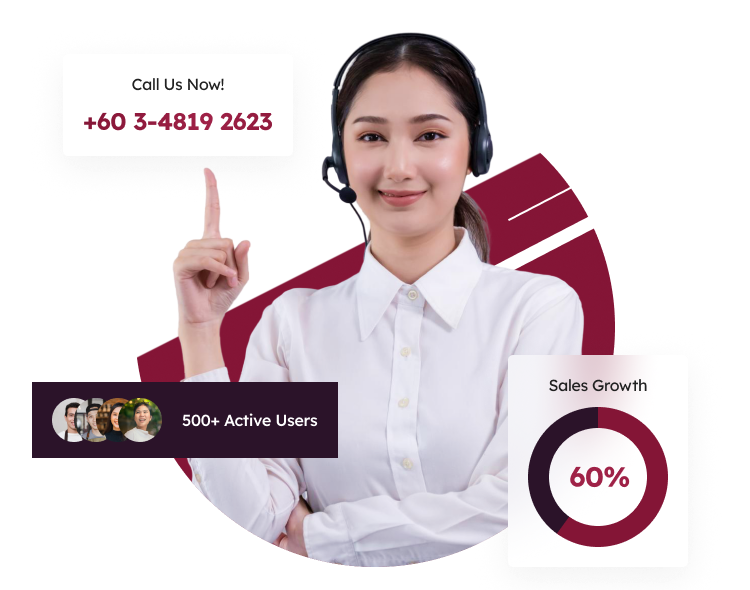 Call Us Now!
+60 3-4819 2623
500+ Active Users
Sales Growth
60%